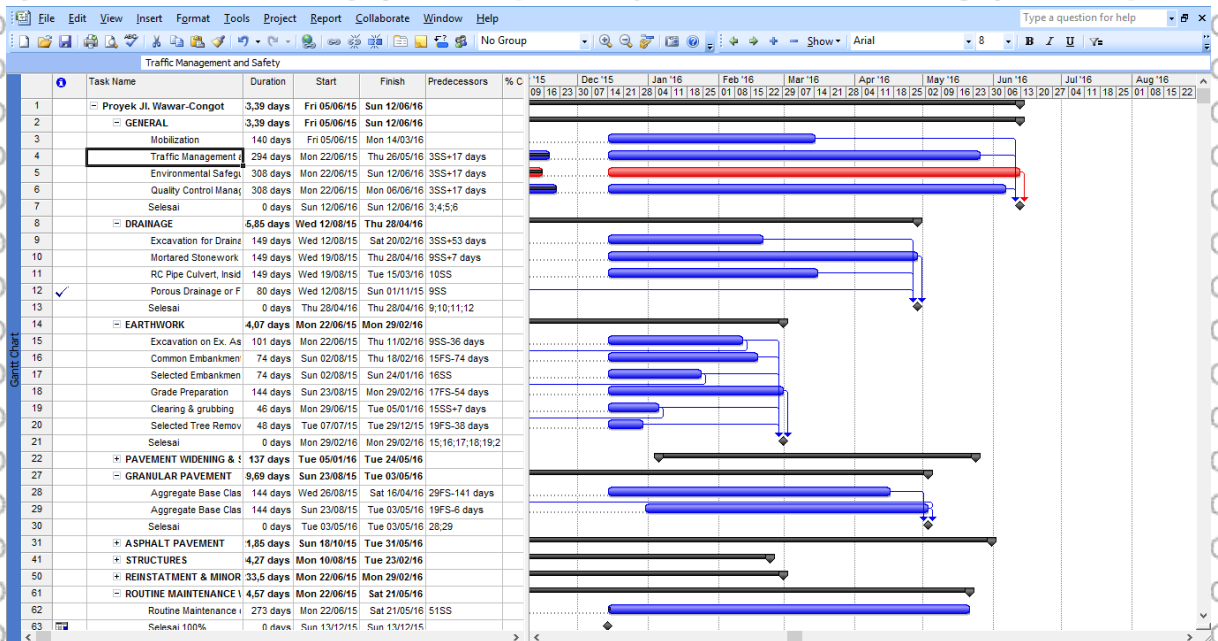 File Edit View Insert Format Tools Project Report Collaborate Window Help Type a question for help
No Group Show Arial 8 B I U
Traffic Management and Safety
Task Name Duration Start Finish Predecessors % C '15 Dec '15 Jan '16 Feb '16 Mar '16 Apr '16 May '16 Jun '16 Jul '16 Aug '16
09 16 23 30 07 14 21 28 04 11 18 25 01 08 15 22 29 07 14 21 28 04 11 18 25 02 09 16 23 30 06 13 20 27 04 11 18 25 01 08 15 22
1 Proyek Jl. Wawar-Congot 3,39 days Fri 05/06/15 Sun 12/06/16
2 GENERAL 3,39 days Fri 05/06/15 Sun 12/06/16
3 Mobilization 140 days Fri 05/06/15 Mon 14/03/16
4 Traffic Management a 294 days Mon 22/06/15 Thu 26/05/16 3SS+17 days
5 Environmental Safegu 308 days Mon 22/06/15 Sun 12/06/16 3SS+17 days
6 Quality Control Manag 308 days Mon 22/06/15 Mon 06/06/16 3SS+17 days
7 Selesai 0 days Sun 12/06/16 Sun 12/06/16 3;4;5;6
8 DRAINAGE 5,85 days Wed 12/08/15 Thu 28/04/16
9 Excavation for Draina 149 days Wed 12/08/15 Sat 20/02/16 3SS+53 days
10 Mortared Stonework 149 days Wed 19/08/15 Thu 28/04/16 9SS+7 days
11 RC Pipe Culvert, Insid 149 days Wed 19/08/15 Tue 15/03/16 10SS
12 Porous Drainage or F 80 days Wed 12/08/15 Sun 01/11/15 9SS
13 Selesai 0 days Thu 28/04/16 Thu 28/04/16 9;10;11;12
14 EARTHWORK 4,07 days Mon 22/06/15 Mon 29/02/16
15 Excavation on Ex. As 101 days Mon 22/06/15 Thu 11/02/16 9SS-36 days
16 Common Embankment 74 days Sun 02/08/15 Thu 18/02/16 15FS-74 days
17 Selected Embankmen 74 days Sun 02/08/15 Sun 24/01/16 16SS
18 Grade Preparation 144 days Sun 23/08/15 Mon 29/02/16 17FS-54 days
19 Clearing & grubbing 46 days Mon 29/06/15 Tue 05/01/16 15SS+7 days
20 Selected Tree Remov 48 days Tue 07/07/15 Tue 29/12/15 19FS-38 days
21 Selesai 0 days Mon 29/02/16 Mon 29/02/16 15;16;17;18;19;2
22 PAVEMENT WIDENING & 137 days Tue 05/01/16 Tue 24/05/16
27 GRANULAR PAVEMENT 9,69 days Sun 23/08/15 Tue 03/05/16
28 Aggregate Base Clas 144 days Wed 26/08/15 Sat 16/04/16 29FS-141 days
29 Aggregate Base Clas 144 days Sun 23/08/15 Tue 03/05/16 19FS-6 days
30 Selesai 0 days Tue 03/05/16 Tue 03/05/16 28;29
31 ASPHALT PAVEMENT 1,85 days Sun 18/10/15 Tue 31/05/16
41 STRUCTURES 4,27 days Mon 10/08/15 Tue 23/02/16
50 REINSTATMENT & MINOR 33,5 days Mon 22/06/15 Mon 29/02/16
61 ROUTINE MAINTENANCE 4,57 days Mon 22/06/15 Sat 21/05/16
62 Routine Maintenance 273 days Mon 22/06/15 Sat 21/05/16 51SS
63 Selesai 100% 0 days Sun 13/12/15 Sun 13/12/15
Gantt Chart